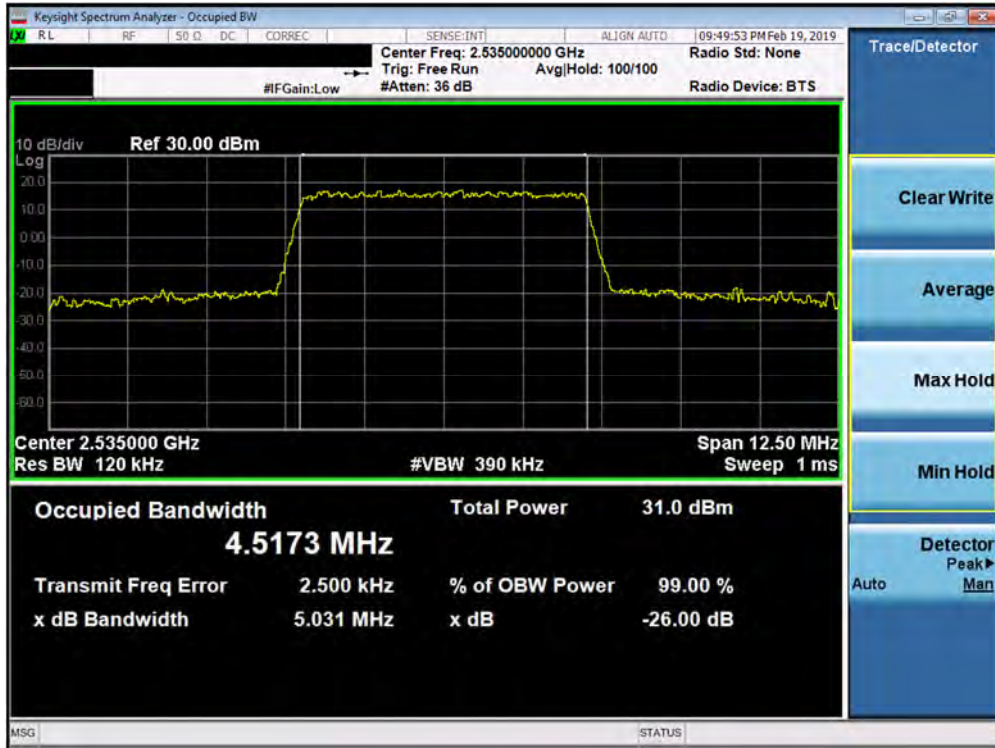 Keysight Spectrum Analyzer - Occupied BW
LXI RL RF 50 Ω DC CORREC SENSE:INT ALIGN AUTO 09:49:53 PM Feb 19, 2019
Center Freq: 2.535000000 GHz Radio Std: None
Trig: Free Run Avg|Hold: 100/100
#IFGain:Low #Atten: 36 dB Radio Device: BTS
10 dB/div Ref 30.00 dBm
Log
20.0
10.0
0.00
-10.0
-20.0
-30.0
-40.0
-50.0
-60.0
Center 2.535000 GHz Span 12.50 MHz
Res BW 120 kHz #VBW 390 kHz Sweep 1 ms
Occupied Bandwidth Total Power 31.0 dBm
4.5173 MHz
Transmit Freq Error 2.500 kHz % of OBW Power 99.00 %
x dB Bandwidth 5.031 MHz x dB -26.00 dB
MSG STATUS
Trace/Detector
Clear Write
Average
Max Hold
Min Hold
Detector
Peak▶
Auto Man